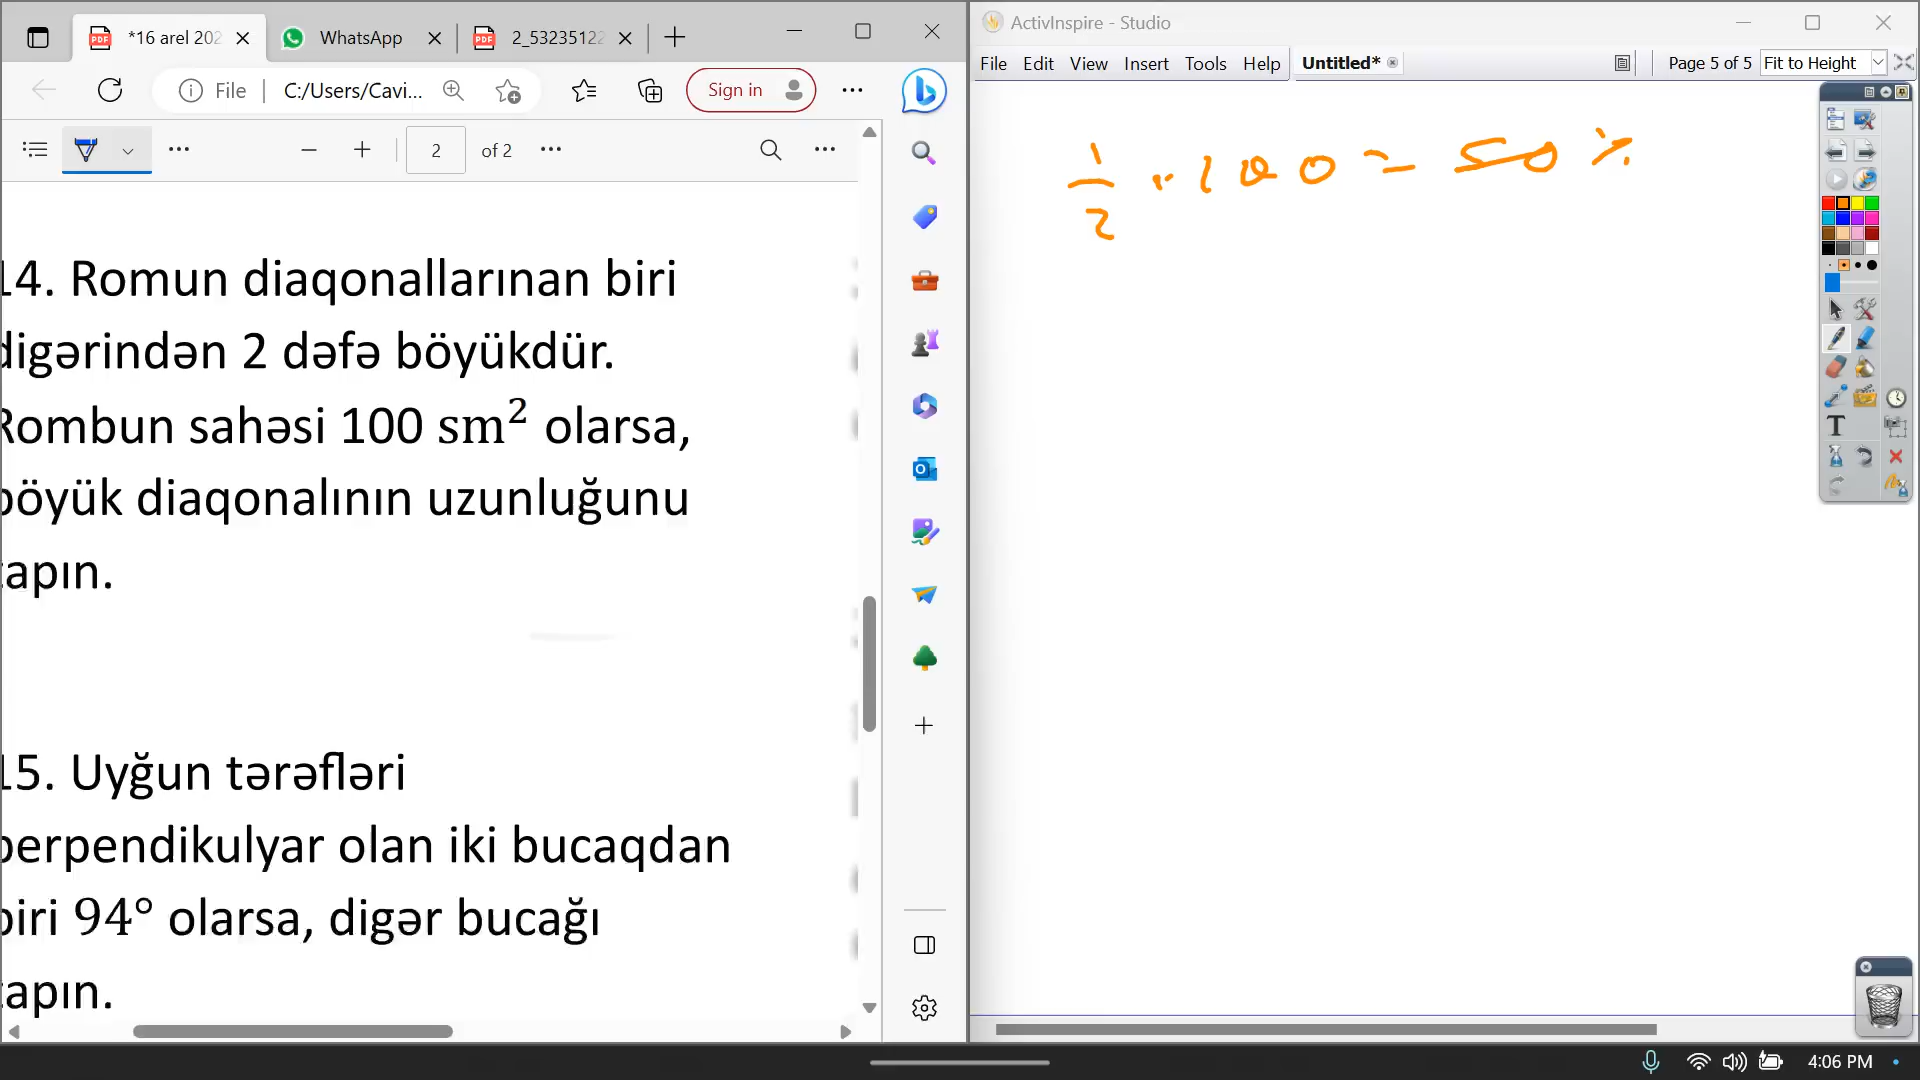 *16 arel 202
WhatsApp
2_53235122
File
C:/Users/Cavi...
Sign in
2
of 2
14. Romun diaqonallarınan biri
digərindən 2 dəfə böyükdür.
Rombun sahəsi 100 sm² olarsa,
böyük diaqonalının uzunluğunu
tapın.
15. Uyğun tərəfləri
perpendikulyar olan iki bucaqdan
biri 94° olarsa, digər bucağı
tapın.
ActivInspire - Studio
File Edit View Insert Tools Help Untitled* Page 5 of 5 Fit to Height
1/2 · 100 = 50 %
4:06 PM